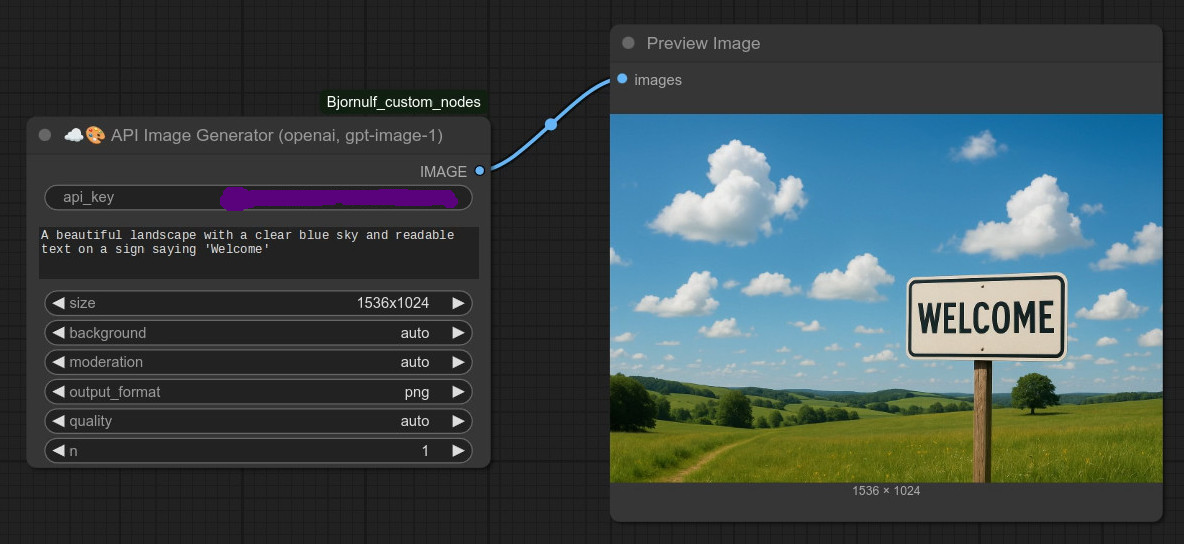 Bjornulf_custom_nodes
☁️🎨 API Image Generator (openai, gpt-image-1)
IMAGE
api_key
A beautiful landscape with a clear blue sky and readable
text on a sign saying 'Welcome'
size 1536x1024
background auto
moderation auto
output_format png
quality auto
n 1
Preview Image
images
WELCOME
1536 × 1024